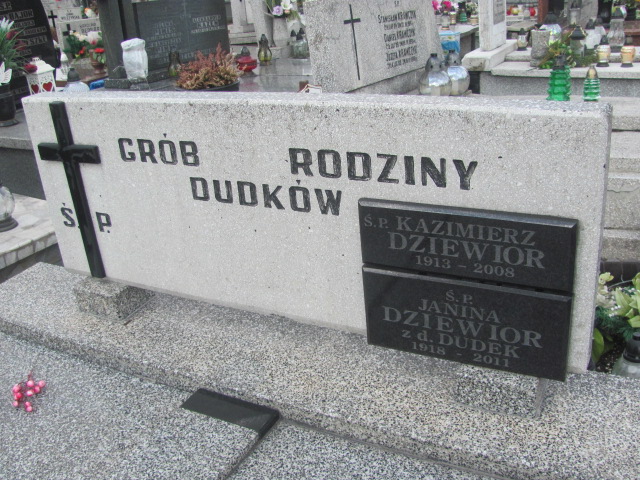 GRÓB RODZINY
DUDKÓW
Ś. P.
Ś.P. KAZIMIERZ
DZIEWIOR
1913 - 2008
Ś.P.
JANINA
DZIEWIOR
Z d. DUDEK
1918 - 2011